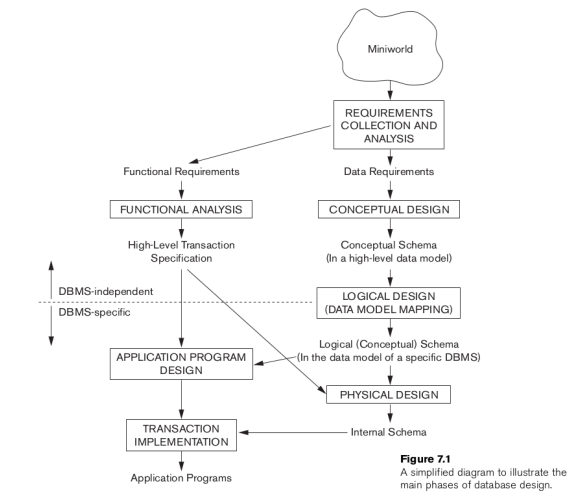 Miniworld
REQUIREMENTS
COLLECTION AND
ANALYSIS
Functional Requirements
Data Requirements
FUNCTIONAL ANALYSIS
CONCEPTUAL DESIGN
High-Level Transaction
Specification
Conceptual Schema
(In a high-level data model)
DBMS-independent
DBMS-specific
LOGICAL DESIGN
(DATA MODEL MAPPING)
Logical (Conceptual) Schema
(In the data model of a specific DBMS)
APPLICATION PROGRAM
DESIGN
PHYSICAL DESIGN
TRANSACTION
IMPLEMENTATION
Internal Schema
Application Programs
Figure 7.1
A simplified diagram to illustrate the
main phases of database design.